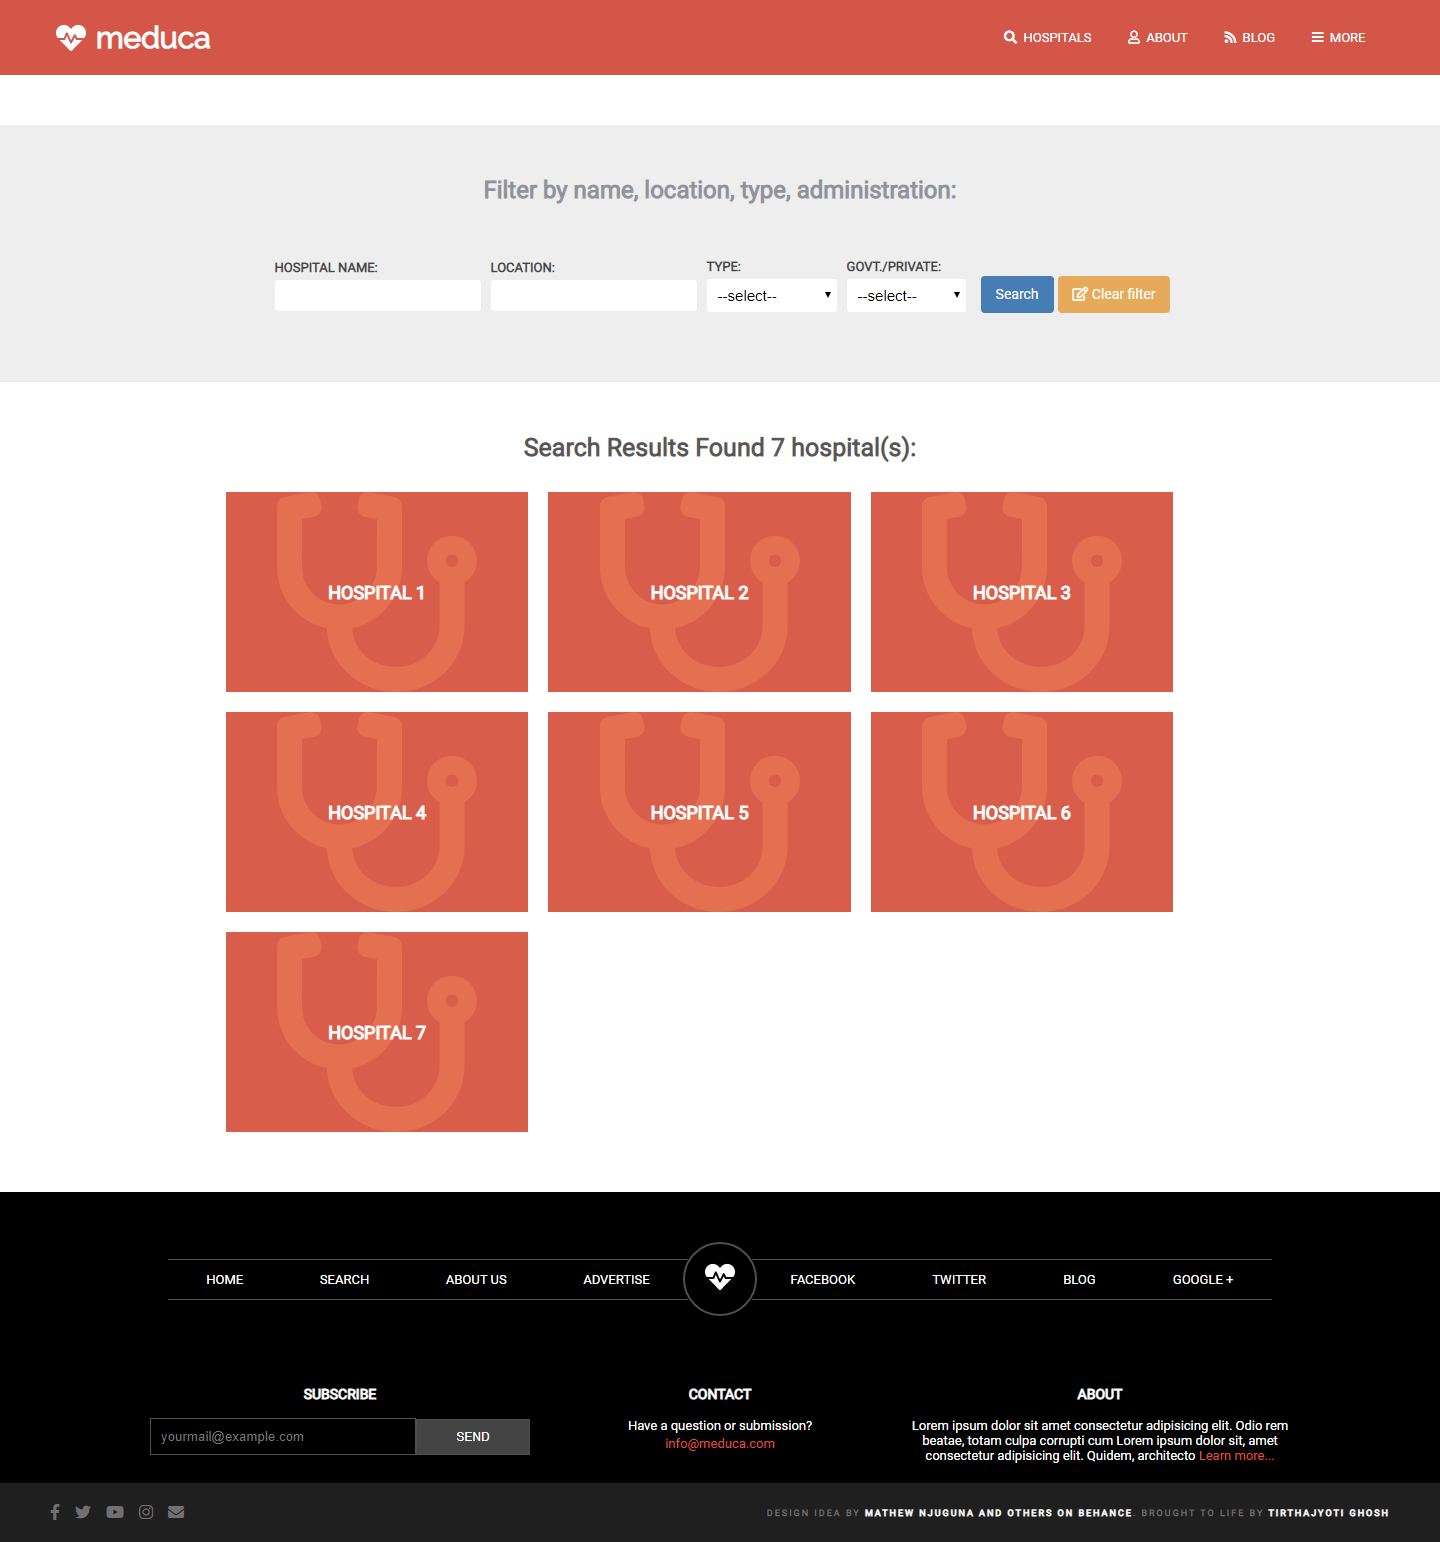 meduca
HOSPITALS ABOUT BLOG MORE
Filter by name, location, type, administration:
HOSPITAL NAME: LOCATION: TYPE: GOVT./PRIVATE:
--select-- --select-- Search Clear filter
Search Results Found 7 hospital(s):
HOSPITAL 1 HOSPITAL 2 HOSPITAL 3
HOSPITAL 4 HOSPITAL 5 HOSPITAL 6
HOSPITAL 7
HOME SEARCH ABOUT US ADVERTISE FACEBOOK TWITTER BLOG GOOGLE +
SUBSCRIBE
yourmail@example.com SEND
CONTACT
Have a question or submission?
info@meduca.com
ABOUT
Lorem ipsum dolor sit amet consectetur adipisicing elit. Odio rem
beatae, totam culpa corrupti cum Lorem ipsum dolor sit, amet
consectetur adipisicing elit. Quidem, architecto Learn more...
DESIGN IDEA BY MATHEW NJUGUNA AND OTHERS ON BEHANCE. BROUGHT TO LIFE BY TIRTHAJYOTI GHOSH